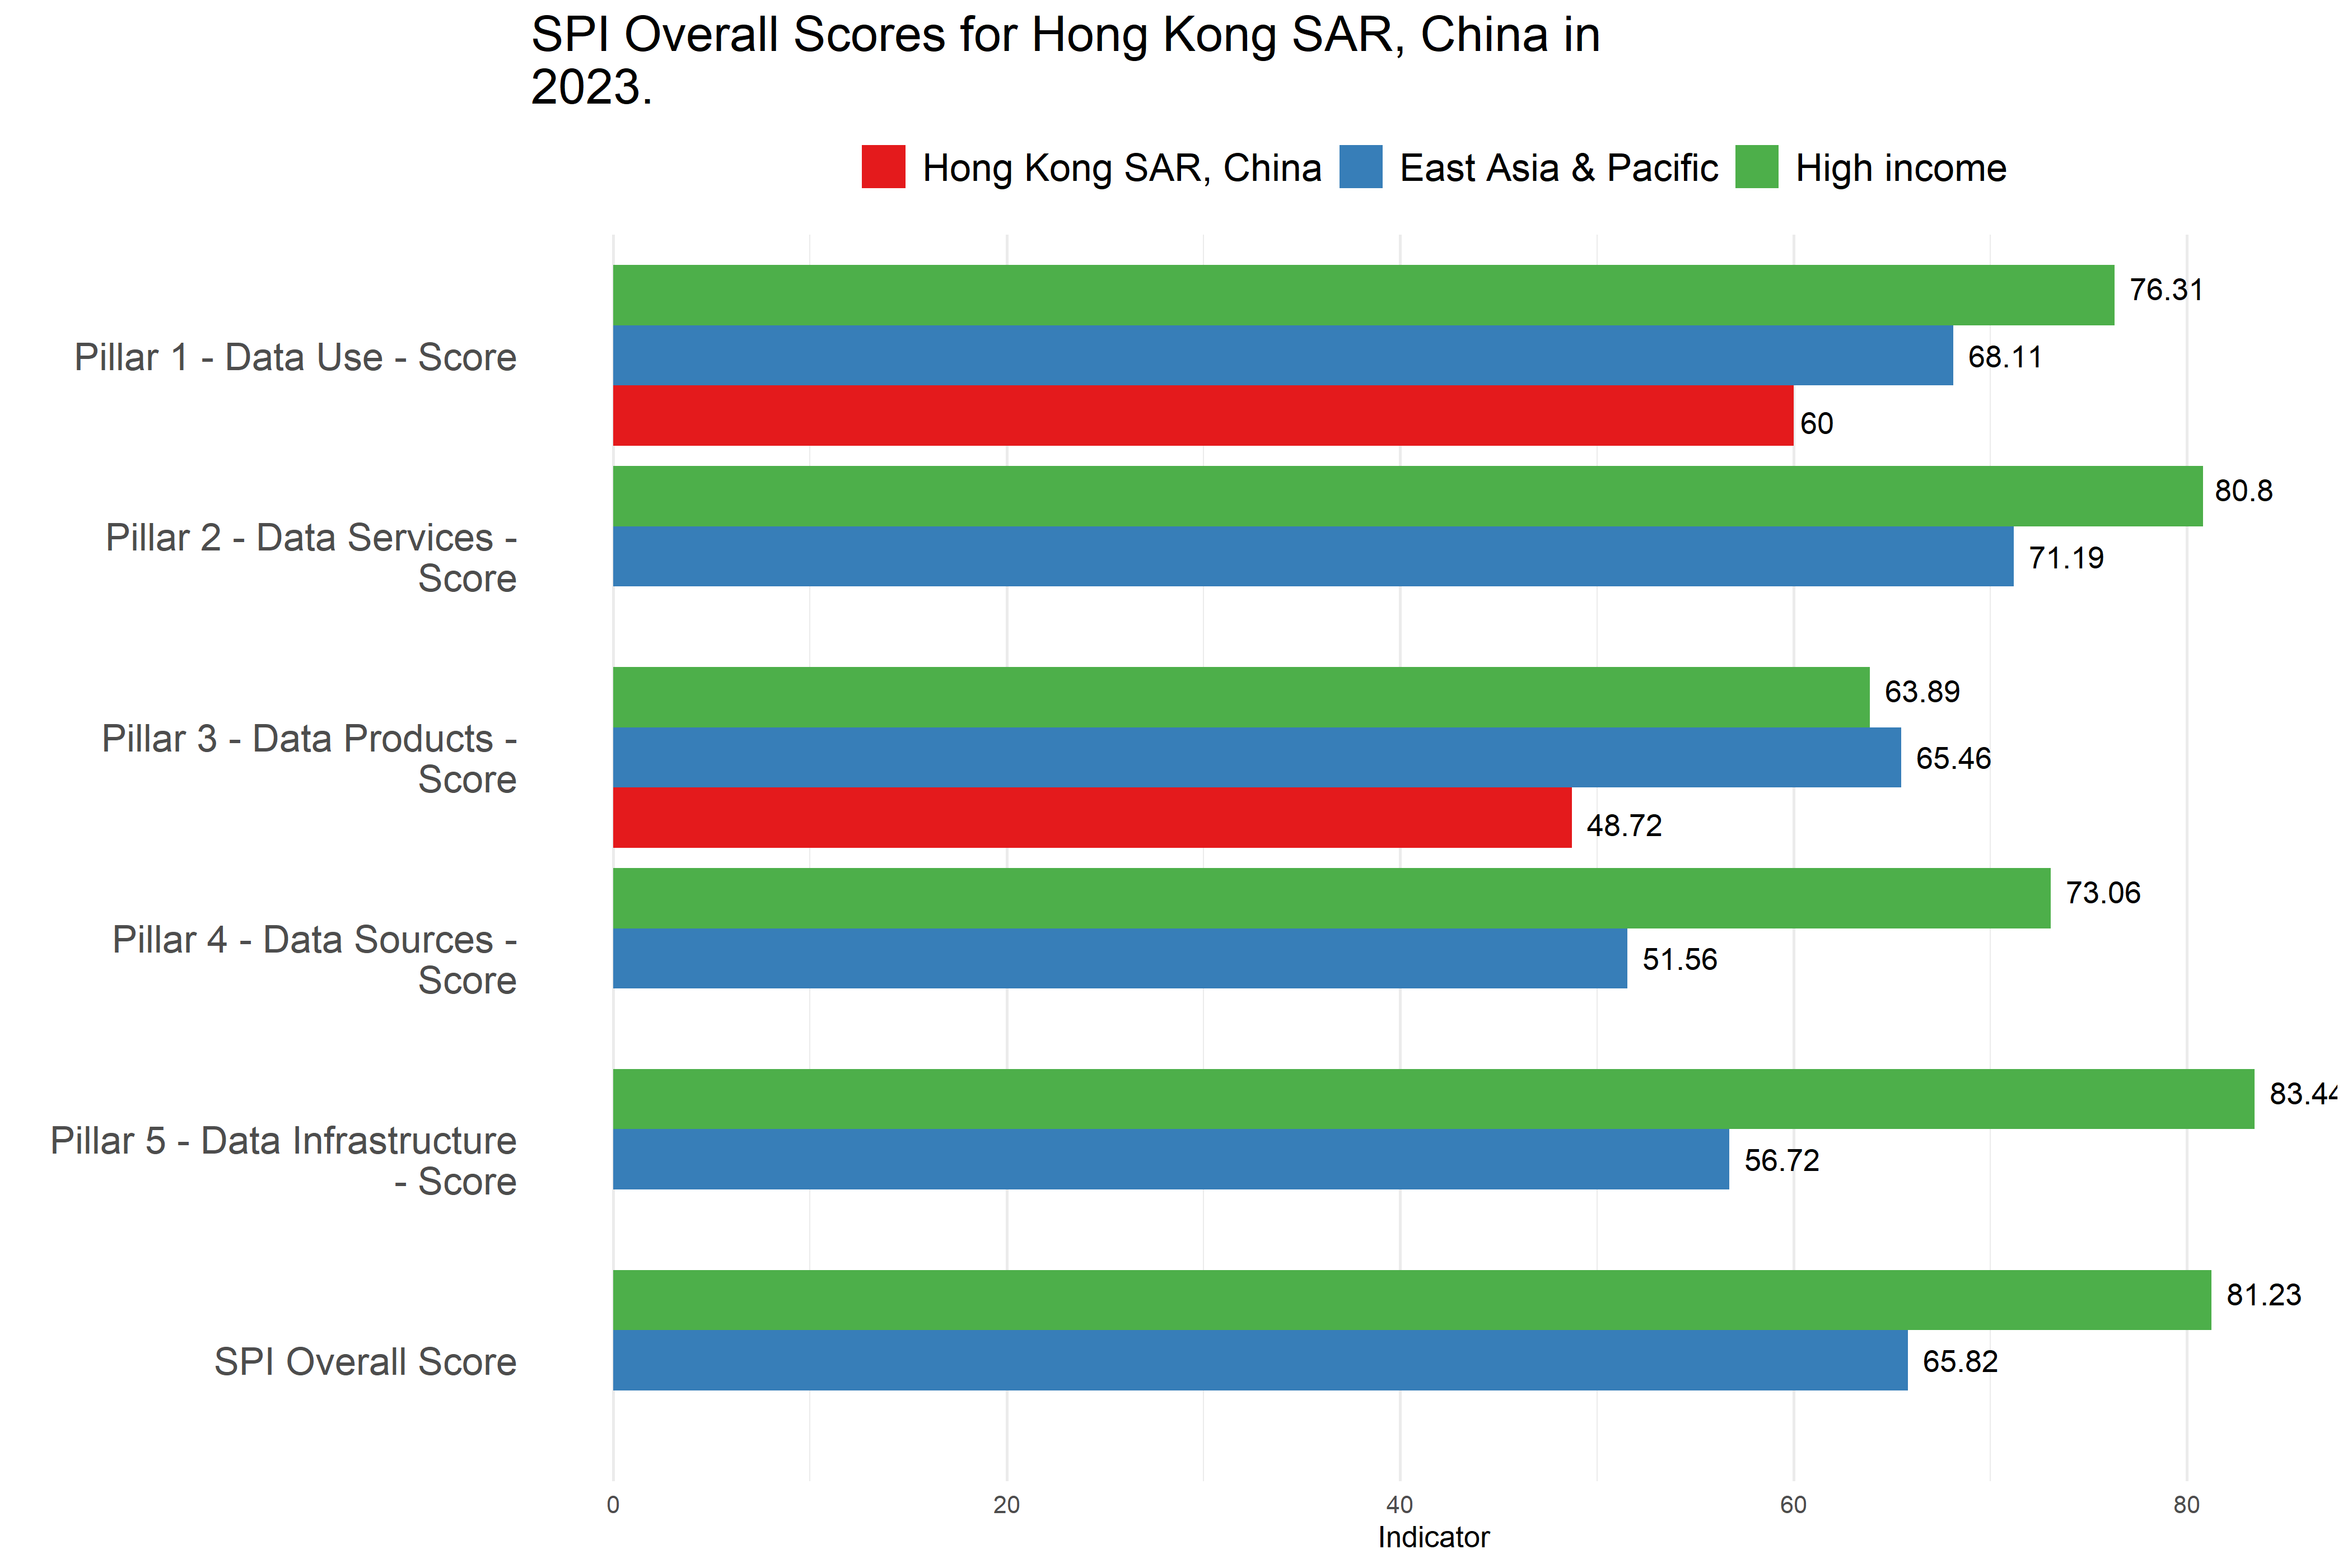 SPI Overall Scores for Hong Kong SAR, China in
2023.
Hong Kong SAR, China
East Asia & Pacific
High income
Pillar 1 - Data Use - Score
76.31
68.11
60
Pillar 2 - Data Services -
Score
80.8
71.19
Pillar 3 - Data Products -
Score
63.89
65.46
48.72
Pillar 4 - Data Sources -
Score
73.06
51.56
Pillar 5 - Data Infrastructure
- Score
83.44
56.72
SPI Overall Score
81.23
65.82
0
20
40
60
80
Indicator